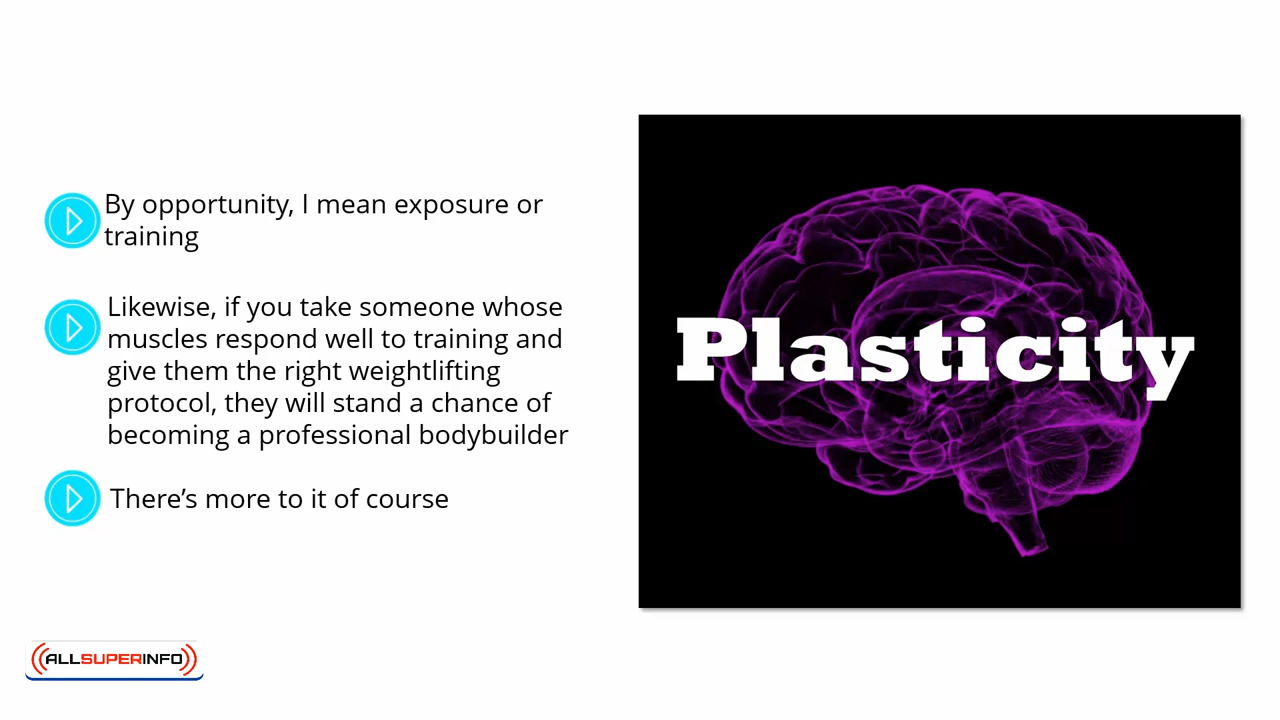 By opportunity, I mean exposure or
training
Likewise, if you take someone whose
muscles respond well to training and
give them the right weightlifting
protocol, they will stand a chance of
becoming a professional bodybuilder
There’s more to it of course
Plasticity
ALLSUPERINFO